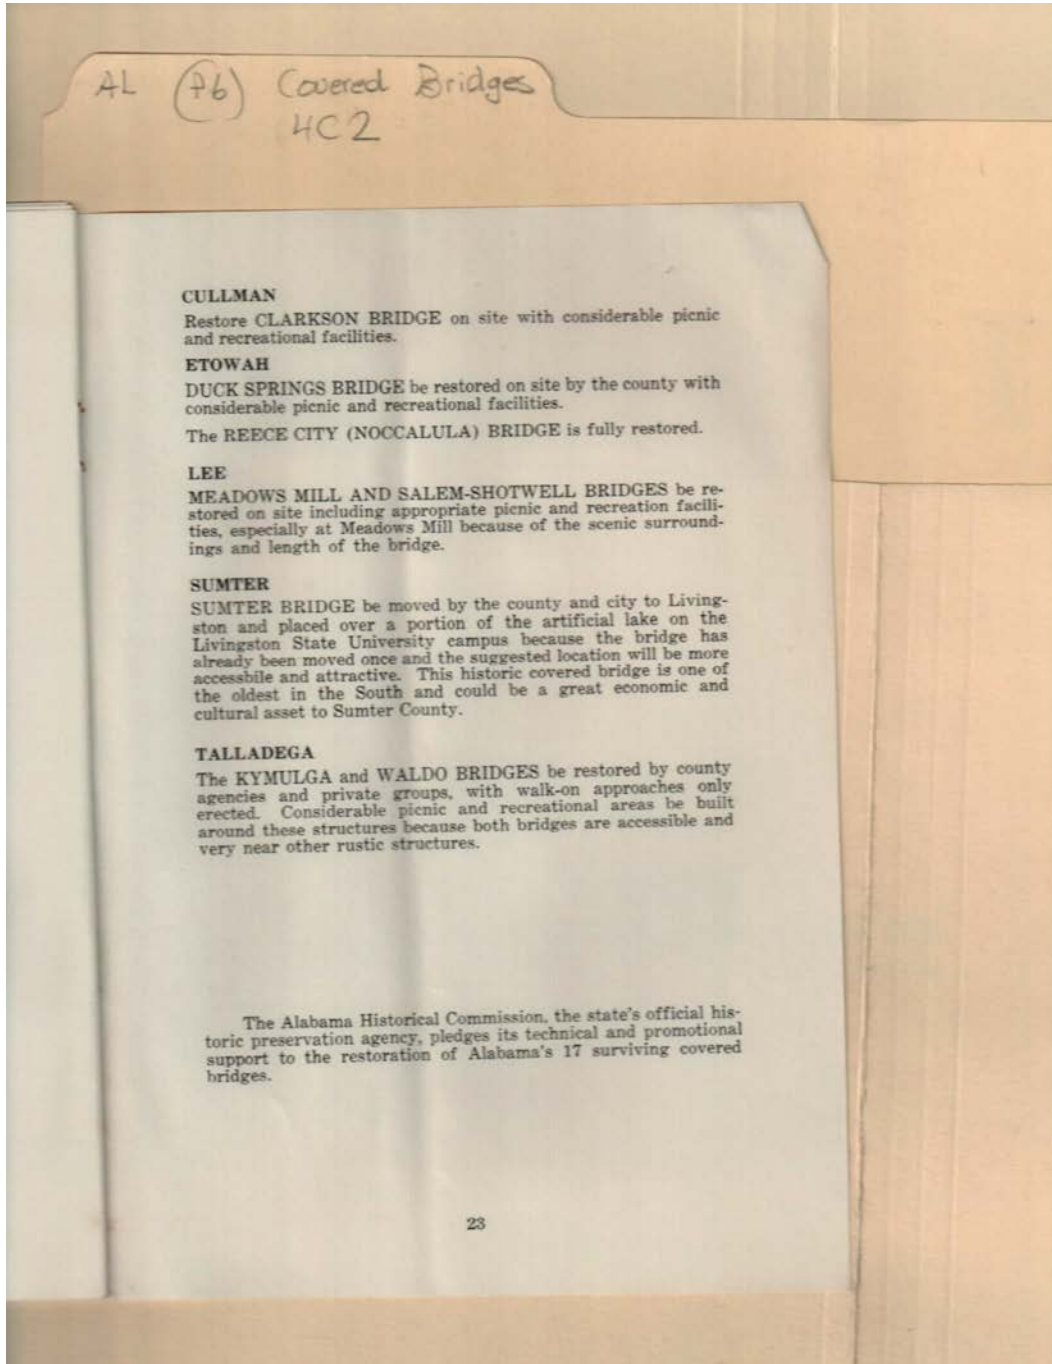 AL (76) Covered Bridges
4C2
CULLMAN
Restore CLARKSON BRIDGE on site with considerable picnic
and recreational facilities.
ETOWAH
DUCK SPRINGS BRIDGE be restored on site by the county with
considerable picnic and recreational facilities.
The REECE CITY (NOCCALULA) BRIDGE is fully restored.
LEE
MEADOWS MILL AND SALEM-SHOTWELL BRIDGES be re-
stored on site including appropriate picnic and recreation facili-
ties, especially at Meadows Mill because of the scenic surround-
ings and length of the bridge.
SUMTER
SUMTER BRIDGE be moved by the county and city to Living-
ston and placed over a portion of the artificial lake on the
Livingston State University campus because the bridge has
already been moved once and the suggested location will be more
accessbile and attractive. This historic covered bridge is one of
the oldest in the South and could be a great economic and
cultural asset to Sumter County.
TALLADEGA
The KYMULGA and WALDO BRIDGES be restored by county
agencies and private groups, with walk-on approaches only
erected. Considerable picnic and recreational areas be built
around these structures because both bridges are accessible and
very near other rustic structures.
The Alabama Historical Commission, the state's official his-
toric preservation agency, pledges its technical and promotional
support to the restoration of Alabama's 17 surviving covered
bridges.
23